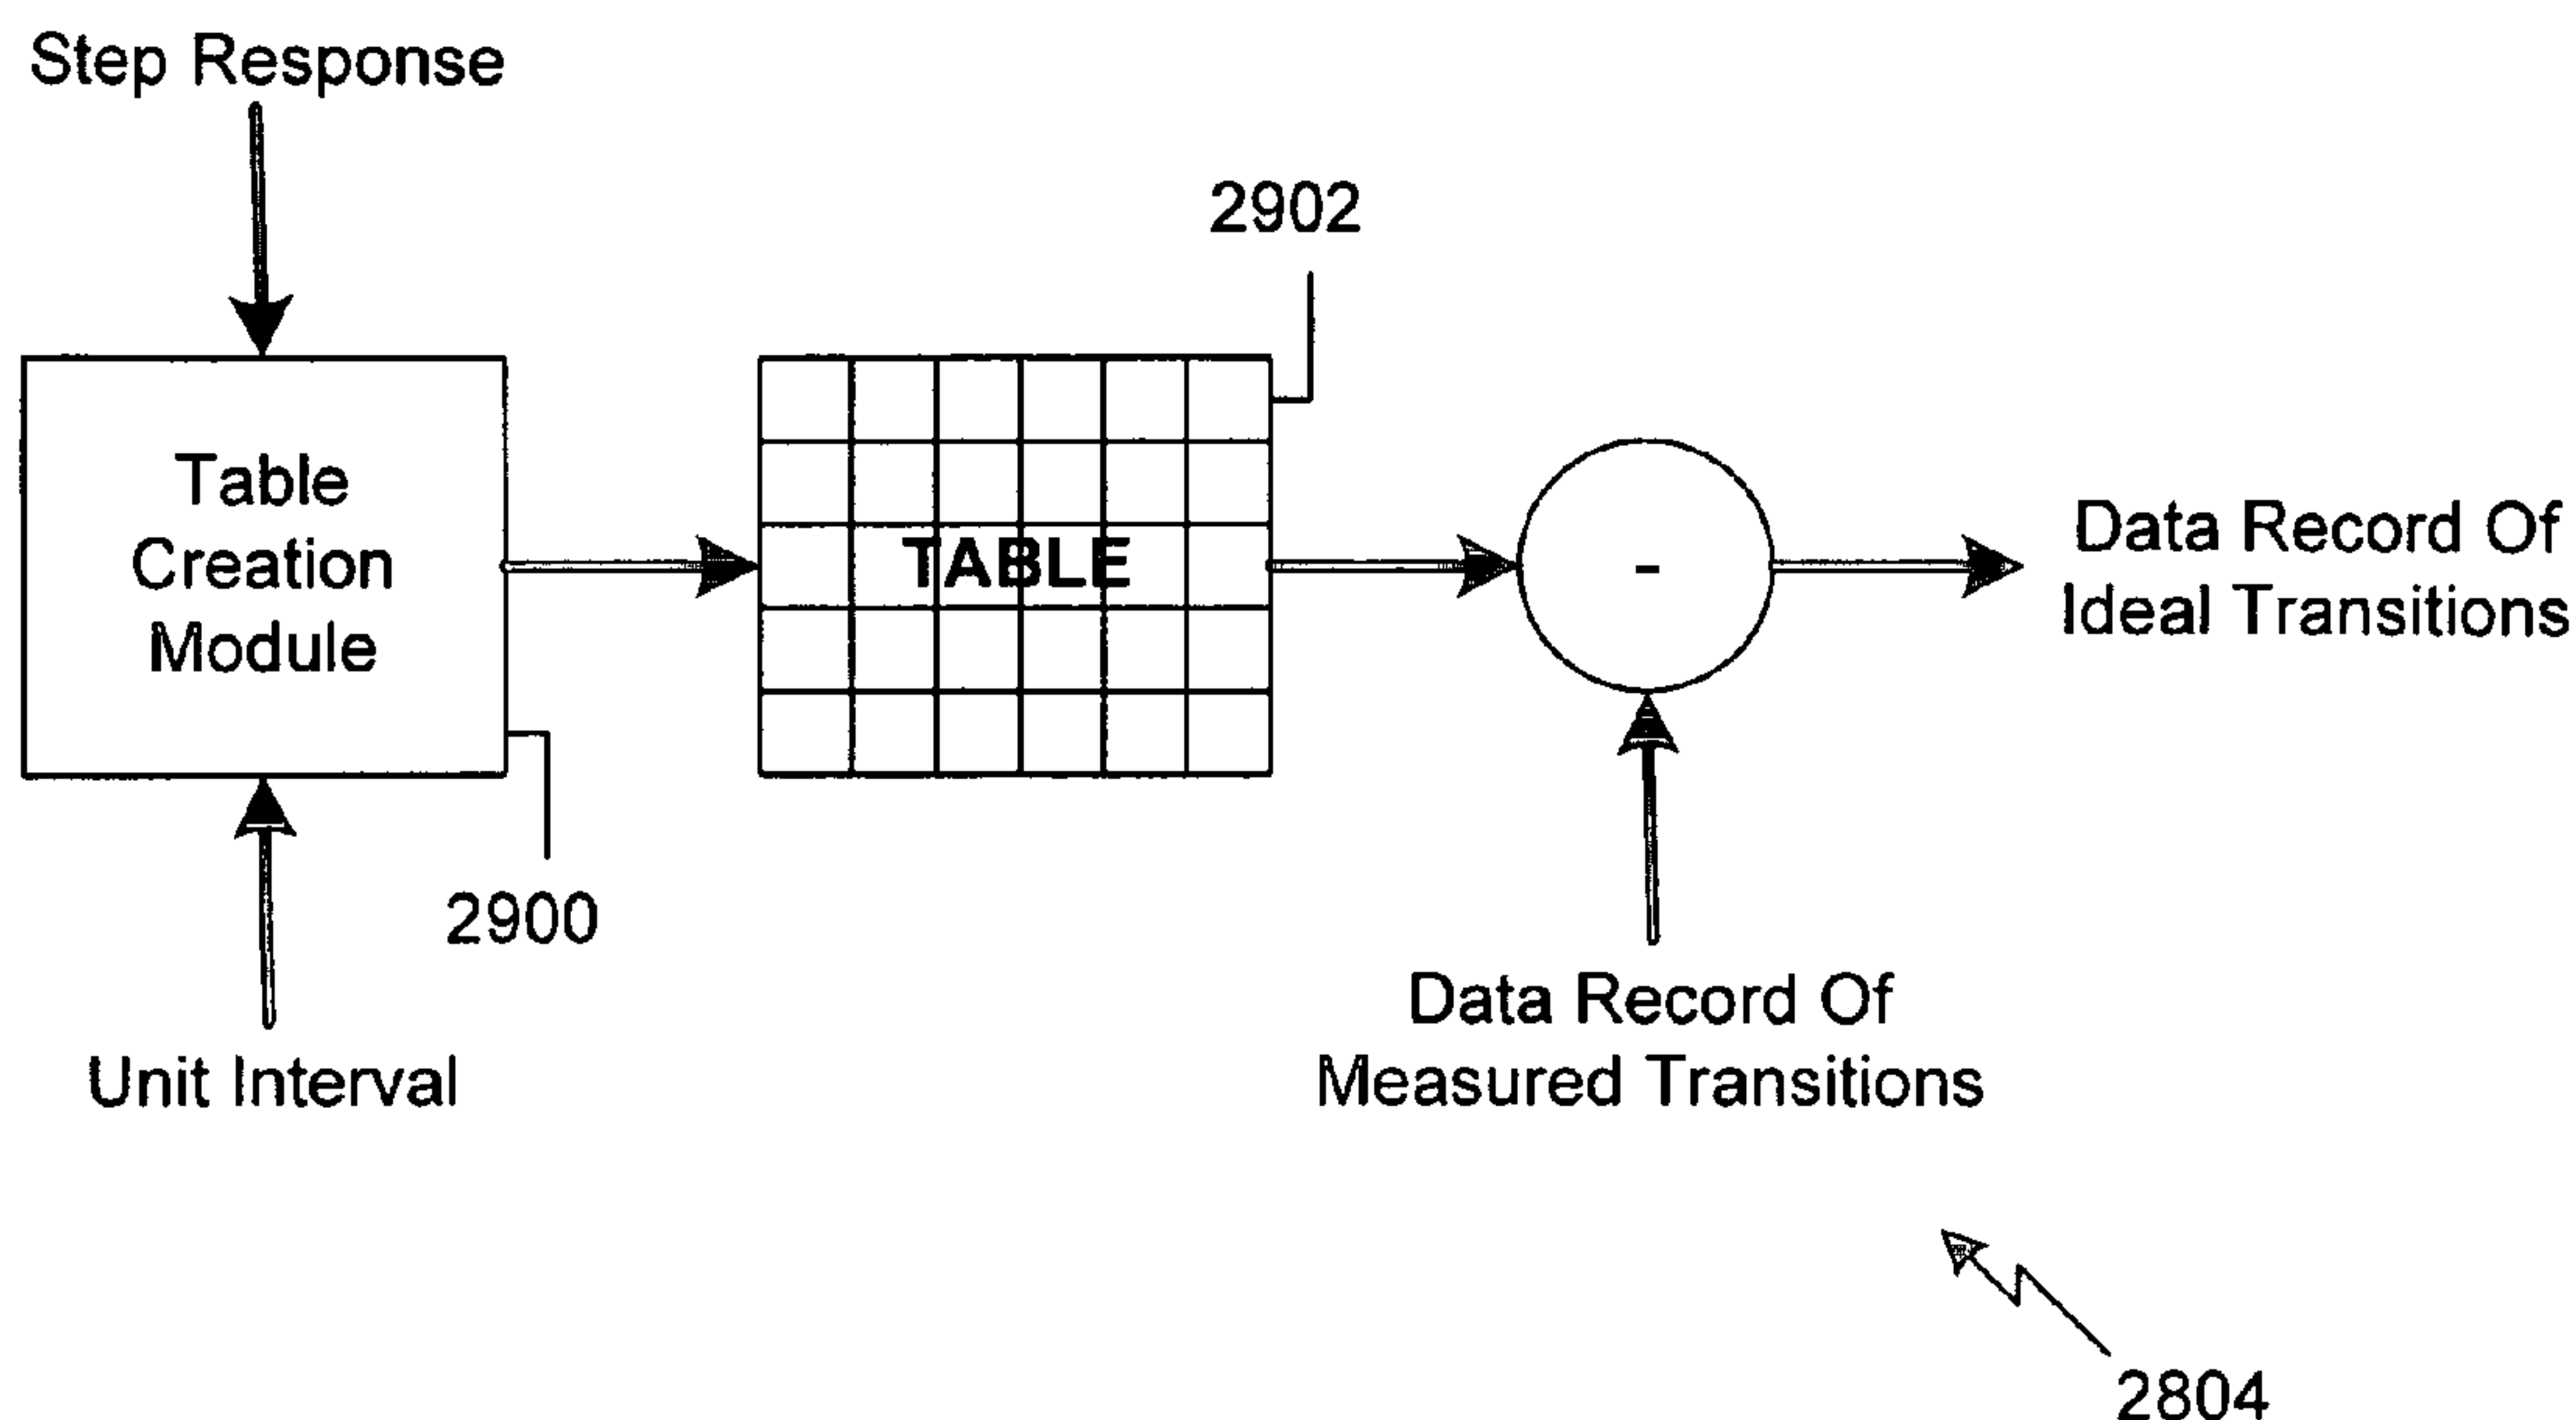 Step Response
2902
Table
Creation
Module
TABLE
-
Data Record Of
Ideal Transitions
2900
Unit Interval
Data Record Of
Measured Transitions
2804